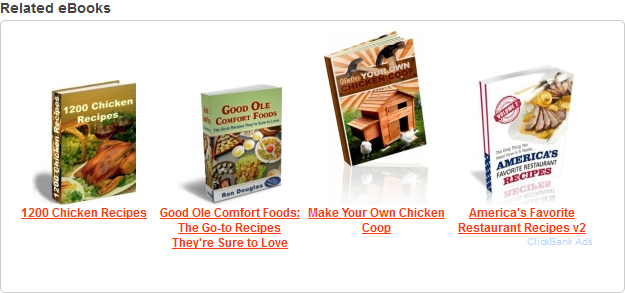 Related eBooks
1200 Chicken Recipes
1200 Chicken
Recipes
GOOD OLE
COMFORT FOODS
The Go-to Recipes They're Sure to Love!
Ron Douglas
Make YOUR OWN
CHICKEN COOP
VOLUME 2
The Only Thing You
Need Now Is A Waiter...
AMERICA'S
FAVORITE RESTAURANT
RECIPES
1200 Chicken Recipes
Good Ole Comfort Foods:
The Go-to Recipes
They're Sure to Love
Make Your Own Chicken
Coop
America's Favorite
Restaurant Recipes v2
ClickBank Ads